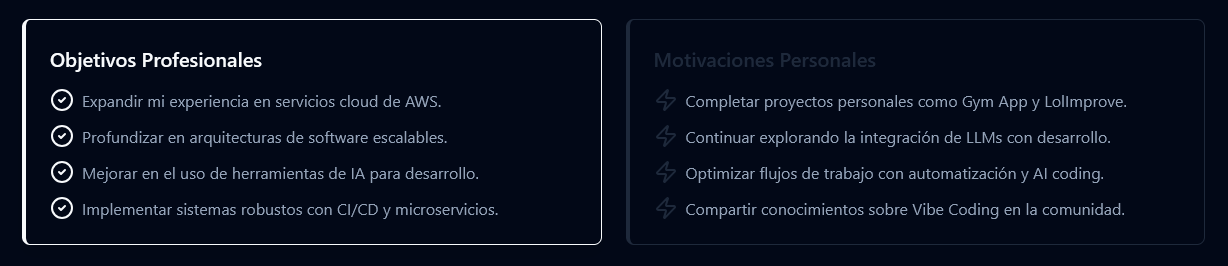 Objetivos Profesionales
Expandir mi experiencia en servicios cloud de AWS.
Profundizar en arquitecturas de software escalables.
Mejorar en el uso de herramientas de IA para desarrollo.
Implementar sistemas robustos con CI/CD y microservicios.
Motivaciones Personales
Completar proyectos personales como Gym App y LolImprove.
Continuar explorando la integración de LLMs con desarrollo.
Optimizar flujos de trabajo con automatización y AI coding.
Compartir conocimientos sobre Vibe Coding en la comunidad.